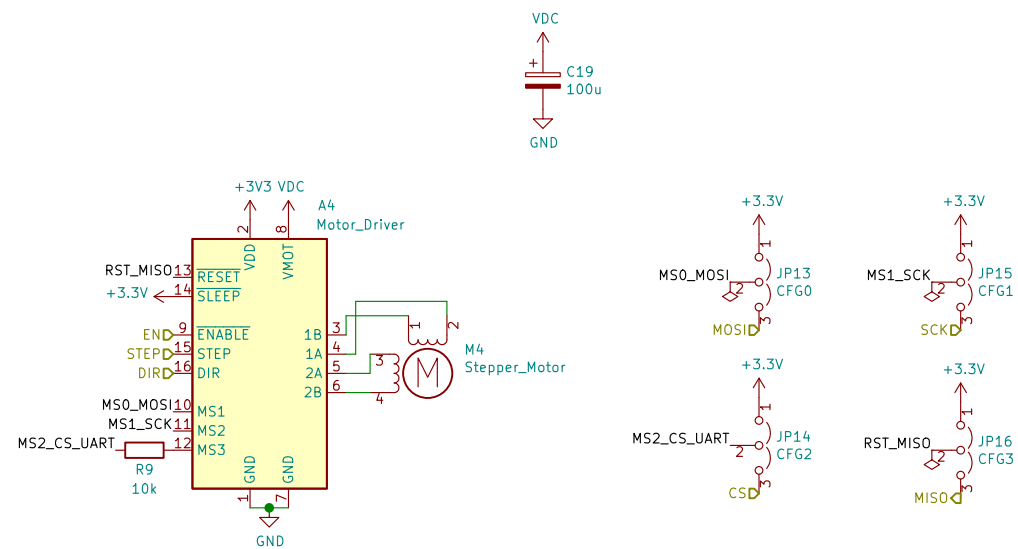 VDC
+
C19
100u
GND
+3V3 VDC
A4
Motor_Driver
2
8
VDD
VMOT
RST_MISO 13 RESET
+3.3V 14 SLEEP
EN 9 ENABLE
STEP 15 STEP
DIR 16 DIR
MS0_MOSI 10 MS1
MS1_SCK 11 MS2
MS2_CS_UART 12 MS3
R9
10k
1B 3
1A 4
2A 5
2B 6
1
2
3
4
M
M4
Stepper_Motor
GND
GND
1
7
GND
+3.3V
1
MS0_MOSI
2
JP13
CFG0
3
MOSI
+3.3V
1
MS1_SCK
2
JP15
CFG1
3
SCK
+3.3V
1
MS2_CS_UART
2
JP14
CFG2
3
CS
+3.3V
1
RST_MISO
2
JP16
CFG3
3
MISO